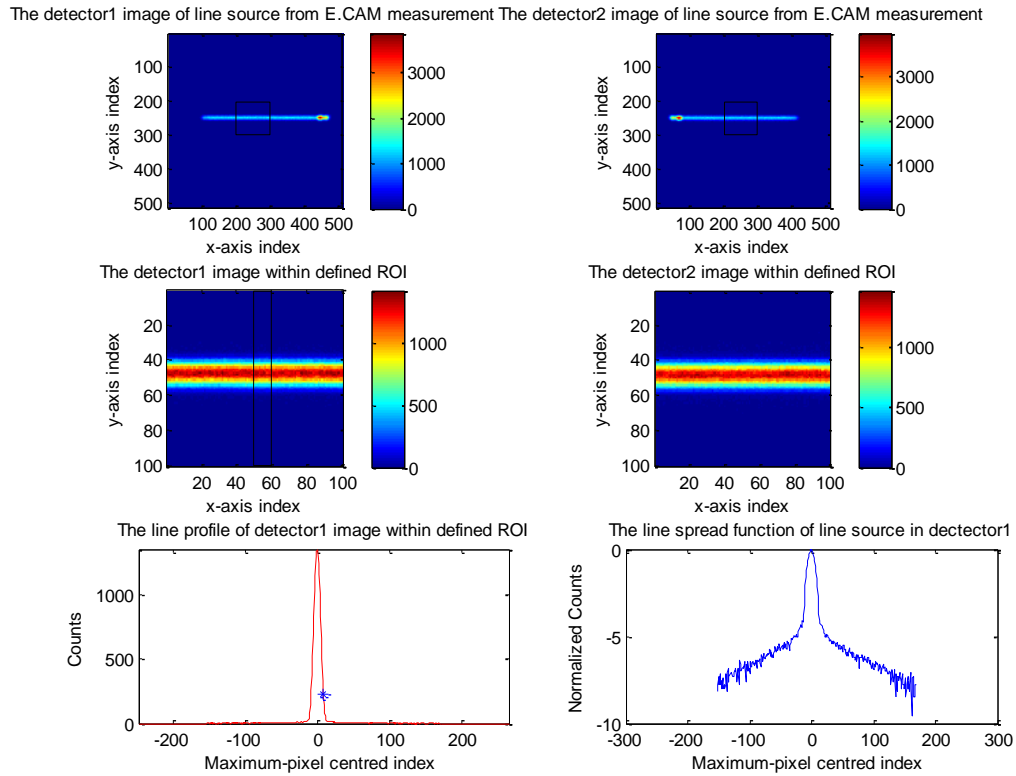 The detector1 image of line source from E.CAM measurement
The detector2 image of line source from E.CAM measurement
100
200
300
400
500
y-axis index
100 200 300 400 500
x-axis index
3000
2000
1000
0
100
200
300
400
500
y-axis index
100 200 300 400 500
x-axis index
3000
2000
1000
0
The detector1 image within defined ROI
20
40
60
80
100
y-axis index
20 40 60 80 100
x-axis index
1000
500
0
The detector2 image within defined ROI
20
40
60
80
100
y-axis index
20 40 60 80 100
x-axis index
1000
500
0
The line profile of detector1 image within defined ROI
1000
500
0
Counts
-200 -100 0 100 200
Maximum-pixel centred index
The line spread function of line source in dectector1
0
-5
-10
Normalized Counts
-300 -200 -100 0 100 200 300
Maximum-pixel centred index